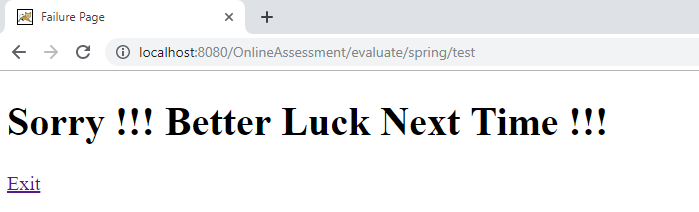 Failure Page
localhost:8080/OnlineAssessment/evaluate/spring/test
Sorry !!! Better Luck Next Time !!!
Exit